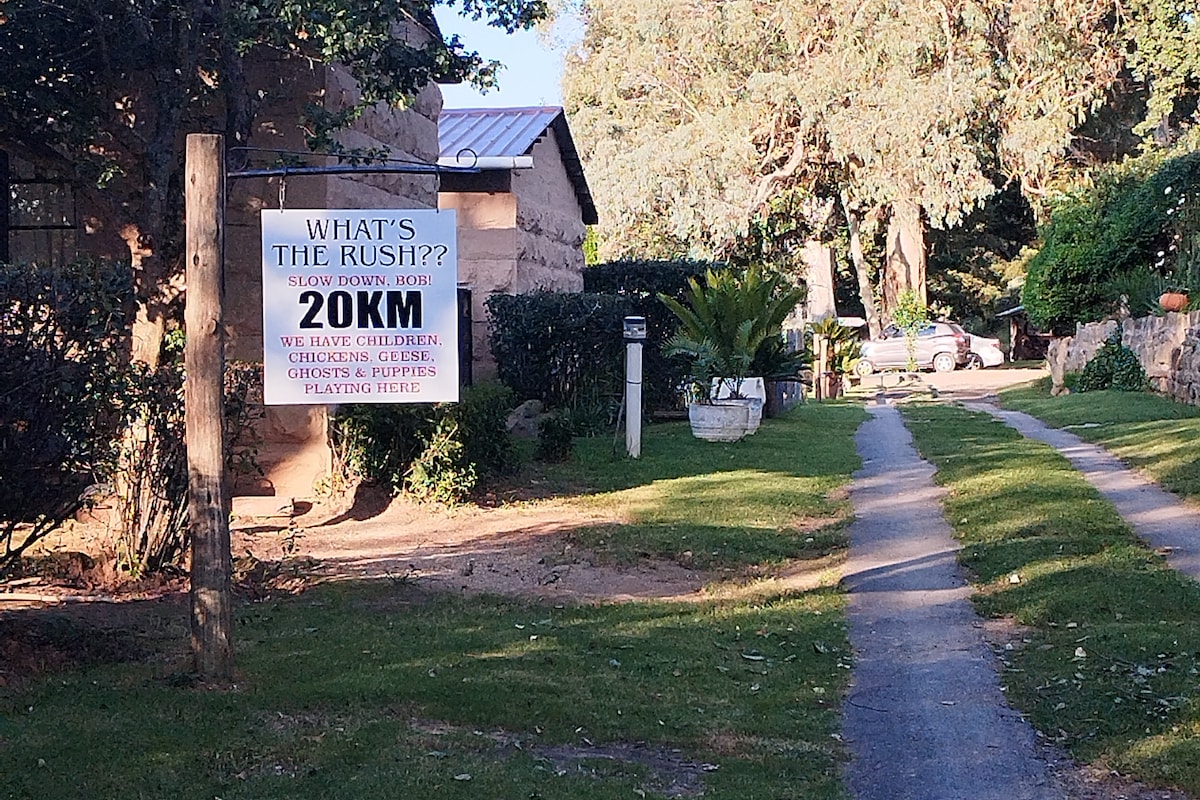 WHAT'S
THE RUSH??
SLOW DOWN, BOB!
20KM
WE HAVE CHILDREN,
CHICKENS, GEESE,
GHOSTS & PUPPIES
PLAYING HERE